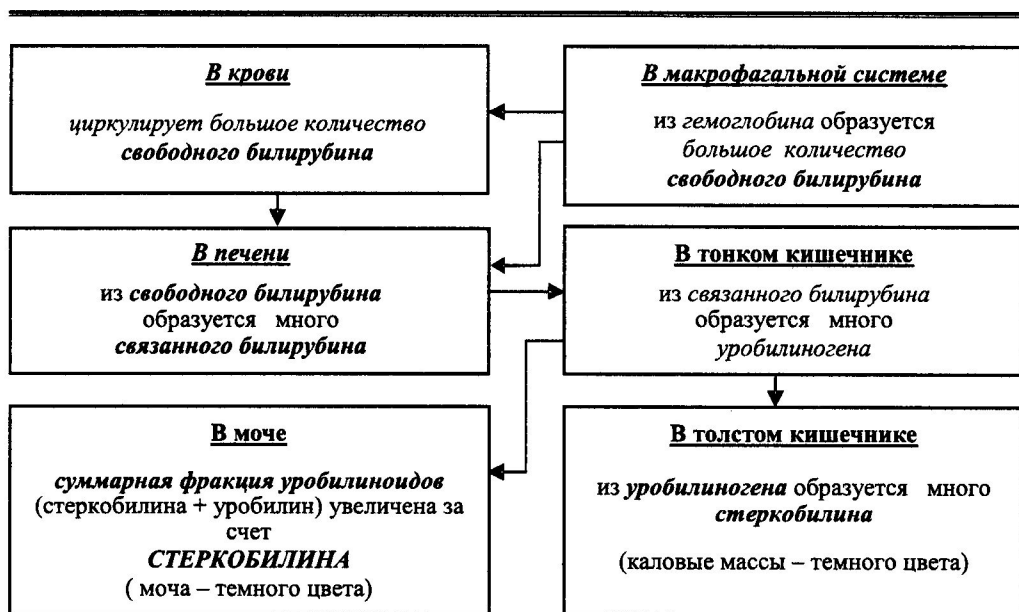 В крови
циркулирует большое количество
свободного билирубина
В макрофагальной системе
из гемоглобина образуется
большое количество
свободного билирубина
В печени
из свободного билирубина
образуется много
связанного билирубина
В тонком кишечнике
из связанного билирубина
образуется много
уробилиногена
В моче
суммарная фракция уробилиноидов
(стеркобилина + уробилин) увеличена за
счет
СТЕРКОБИЛИНА
( моча – темного цвета)
В толстом кишечнике
из уробилиногена образуется много
стеркобилина
(каловые массы – темного цвета)